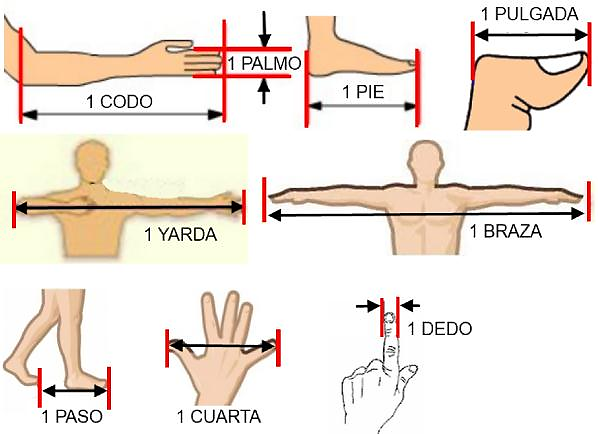 1 PULGADA
1 PALMO
1 CODO
1 PIE
1 YARDA
1 BRAZA
1 DEDO
1 PASO
1 CUARTA